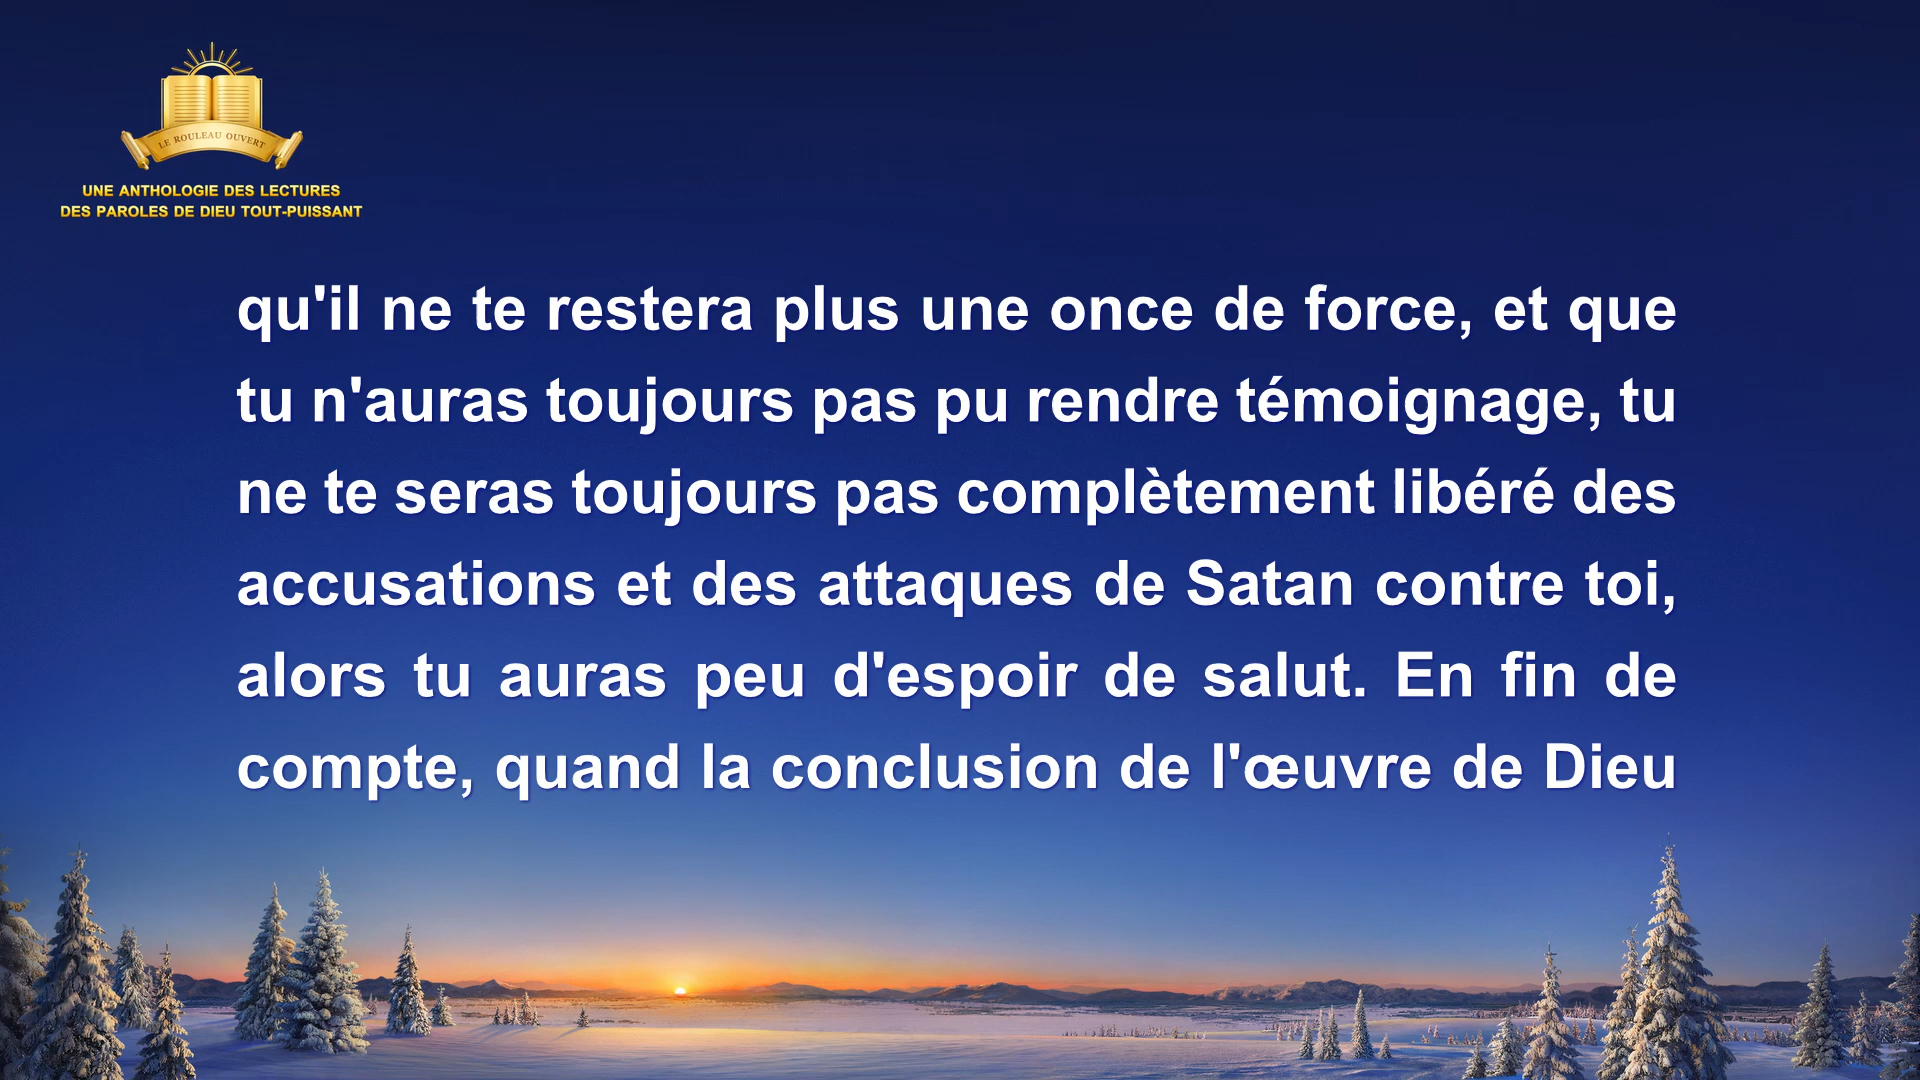 LE ROULEAU OUVERT
UNE ANTHOLOGIE DES LECTURES
DES PAROLES DE DIEU TOUT-PUISSANT
qu'il ne te restera plus une once de force, et que
tu n'auras toujours pas pu rendre témoignage, tu
ne te seras toujours pas complètement libéré des
accusations et des attaques de Satan contre toi,
alors tu auras peu d'espoir de salut. En fin de
compte, quand la conclusion de l'œuvre de Dieu